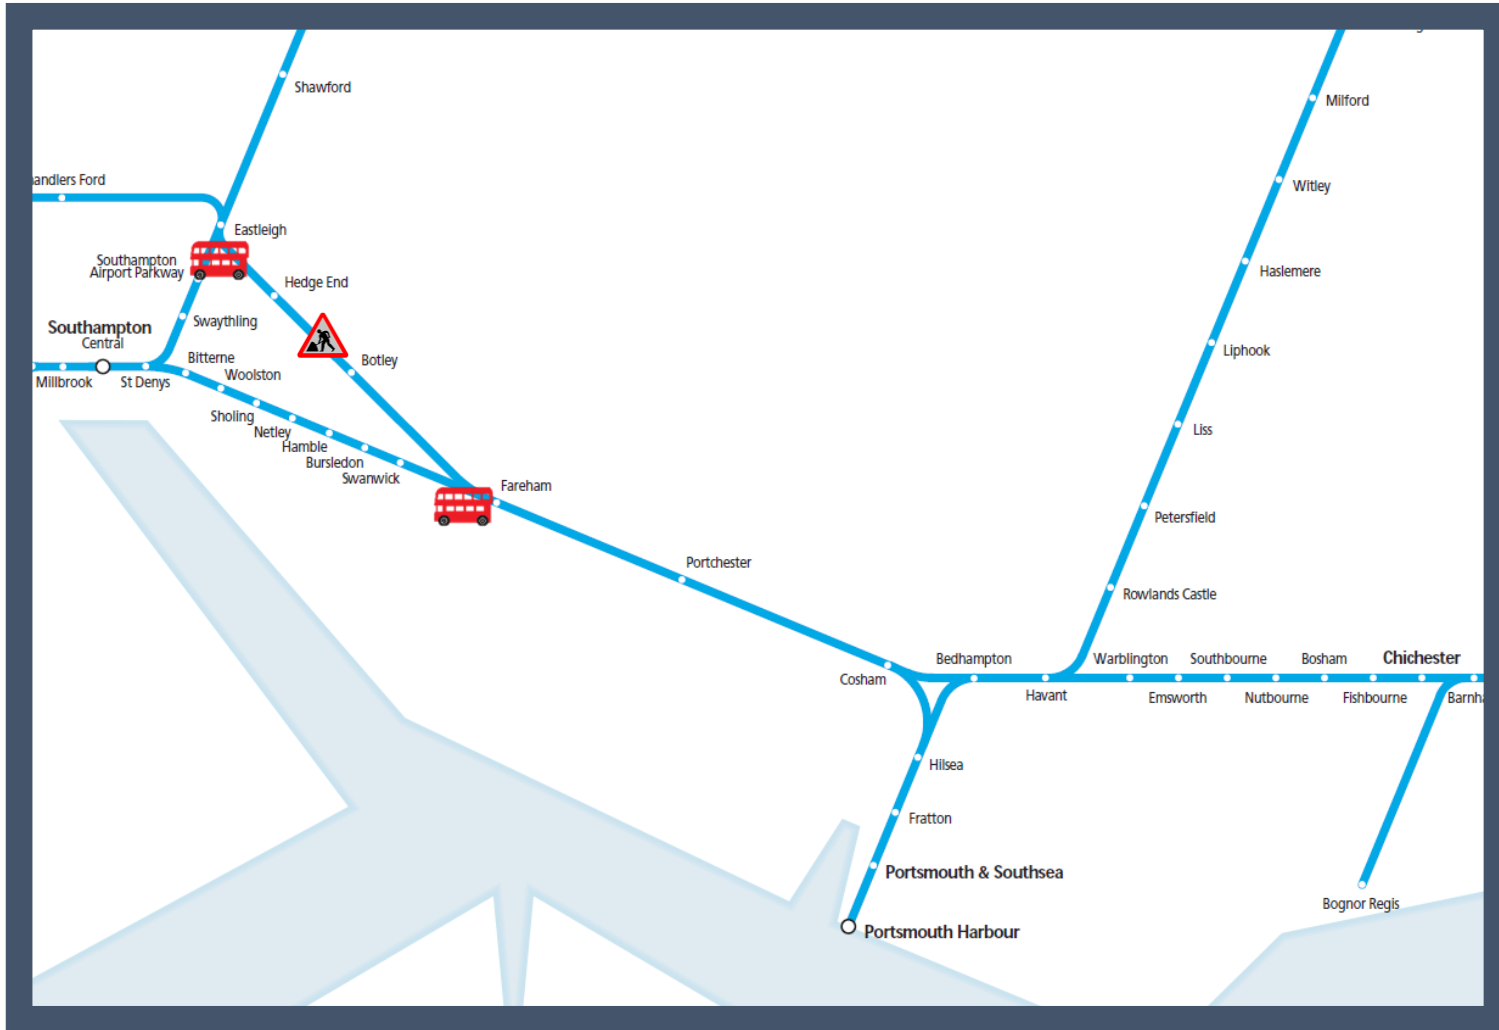 Shawford
Milford
andlers Ford
Witley
Eastleigh
Southampton
Airport Parkway
Haslemere
Hedge End
Swaythling
Southampton
Central
Liphook
Bitterne
Botley
Woolston
Millbrook
St Denys
Sholing
Liss
Netley
Hamble
Bursledon
Swanwick
Fareham
Petersfield
Portchester
Rowlands Castle
Bedhampton
Warblington
Southbourne
Bosham
Chichester
Cosham
Havant
Emsworth
Nutbourne
Fishbourne
Barnh
Hilsea
Fratton
Portsmouth & Southsea
Bognor Regis
Portsmouth Harbour